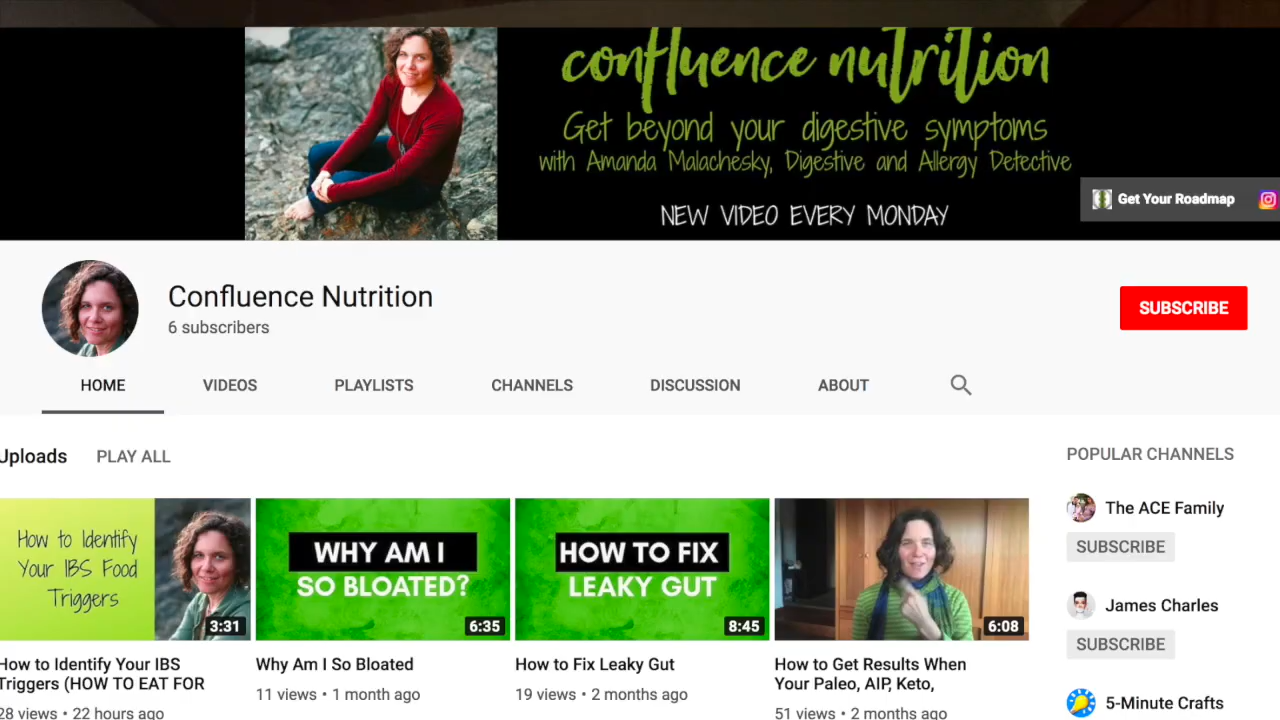 confluence nutrition
Get beyond your digestive symptoms
with Amanda Malachesky, Digestive and Allergy Detective
NEW VIDEO EVERY MONDAY
Get Your Roadmap
Confluence Nutrition
6 subscribers
SUBSCRIBE
HOME VIDEOS PLAYLISTS CHANNELS DISCUSSION ABOUT
Uploads PLAY ALL
How to Identify
Your IBS Food
Triggers
3:31
How to Identify Your IBS
Triggers (HOW TO EAT FOR
28 views • 22 hours ago
WHY AM I
SO BLOATED?
6:35
Why Am I So Bloated
11 views • 1 month ago
HOW TO FIX
LEAKY GUT
8:45
How to Fix Leaky Gut
19 views • 2 months ago
6:08
How to Get Results When
Your Paleo, AIP, Keto,
51 views • 2 months ago
POPULAR CHANNELS
The ACE Family
SUBSCRIBE
James Charles
SUBSCRIBE
5-Minute Crafts